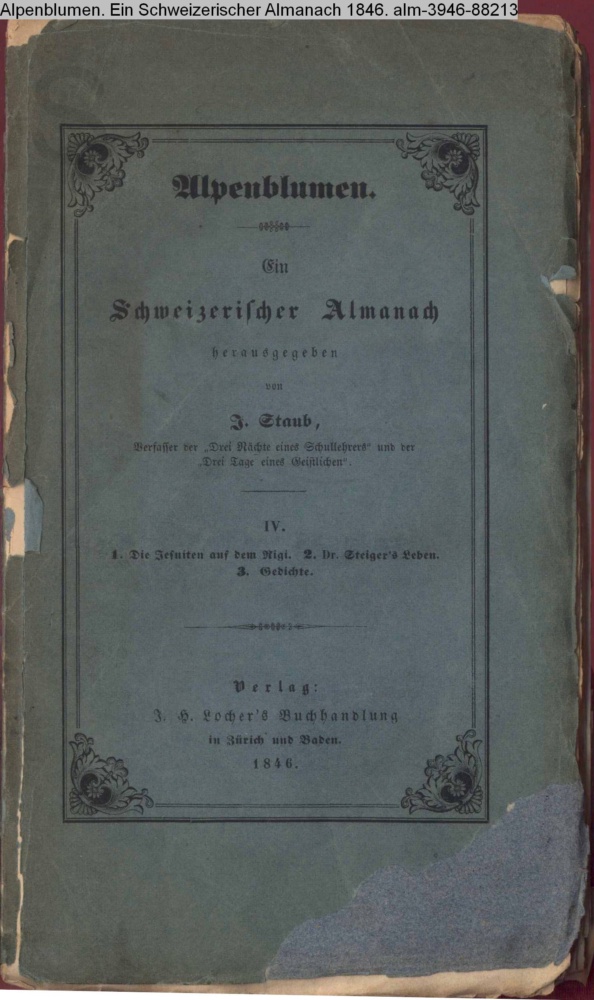 Alpenblumen. Ein Schweizerischer Almanach 1846. alm-3946-88213
Alpenblumen.
Ein
Schweizerischer Almanach
herausgegeben
von
J. Staub,
Verfasser der „Drei Nächte eines Schullehrers" und der
„Drei Tage eines Geistlichen".
IV.
1. Die Jesuiten auf dem Rigi. 2. Dr. Steiger's Leben.
3. Gedichte.
Verlag:
J. H. Locher's Buchhandlung
in Zürich und Baden.
1846.